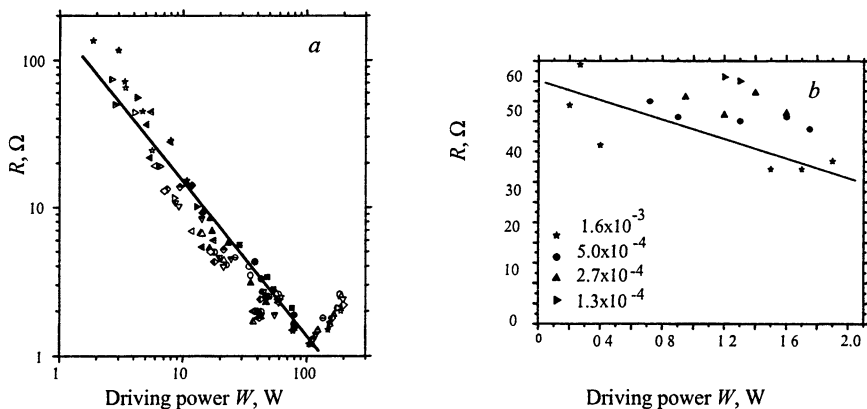 a
100
10
1
R, Ω
1
10
100
Driving power W, W
b
60
50
40
30
20
10
0
R, Ω
1.6x10⁻³
5.0x10⁻⁴
2.7x10⁻⁴
1.3x10⁻⁴
0 0 4 0 8 1 2 1 6 2 0
Driving power W, W